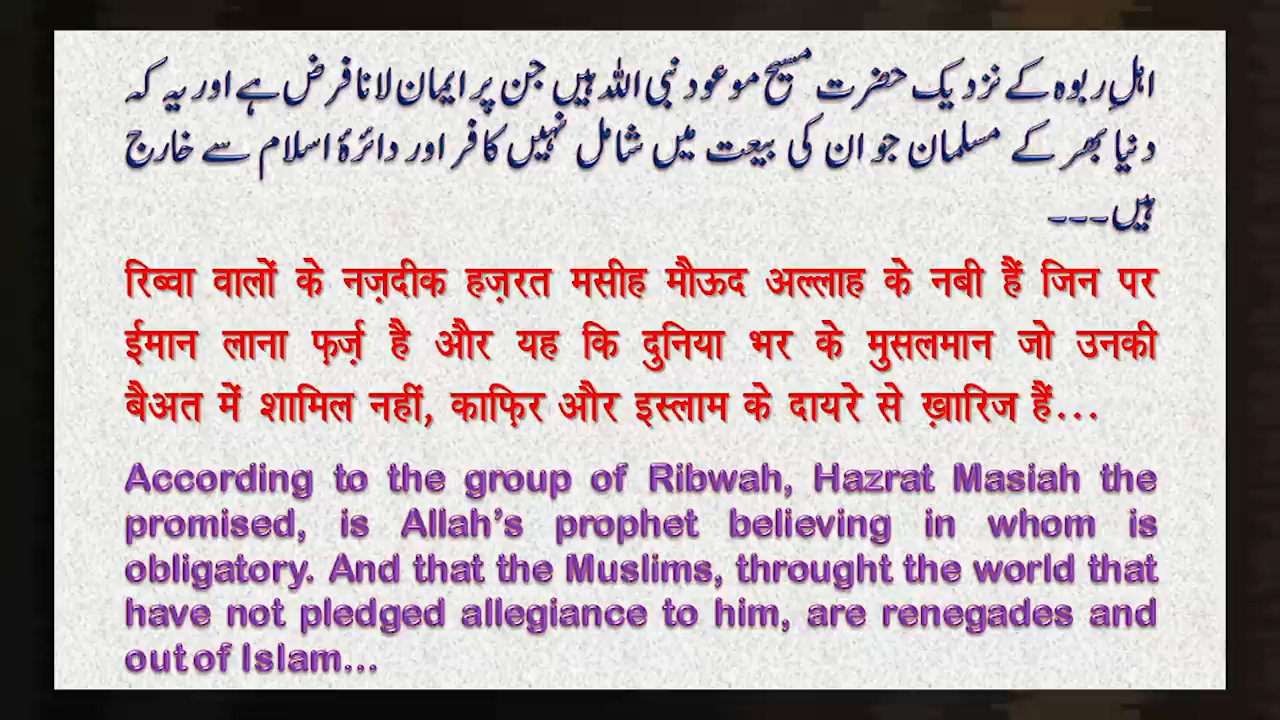 اہلِ ربوہ کے نزدیک حضرت مسیح موعود نبی اللہ ہیں جن پر ایمان لانا فرض ہے اور یہ کہ
دنیا بھر کے مسلمان جو ان کی بیعت میں شامل نہیں کافر اور دائرۂ اسلام سے خارج
ہیں۔۔۔
रिब्वा वालों के नज़दीक हज़रत मसीह मौऊद अल्लाह के नबी हैं जिन पर
ईमान लाना फ़र्ज़ है और यह कि दुनिया भर के मुसलमान जो उनकी
बैअत में शामिल नहीं, काफ़िर और इस्लाम के दायरे से ख़ारिज हैं...
According to the group of Ribwah, Hazrat Masiah the
promised, is Allah's prophet believing in whom is
obligatory. And that the Muslims, throught the world that
have not pledged allegiance to him, are renegades and
out of Islam...